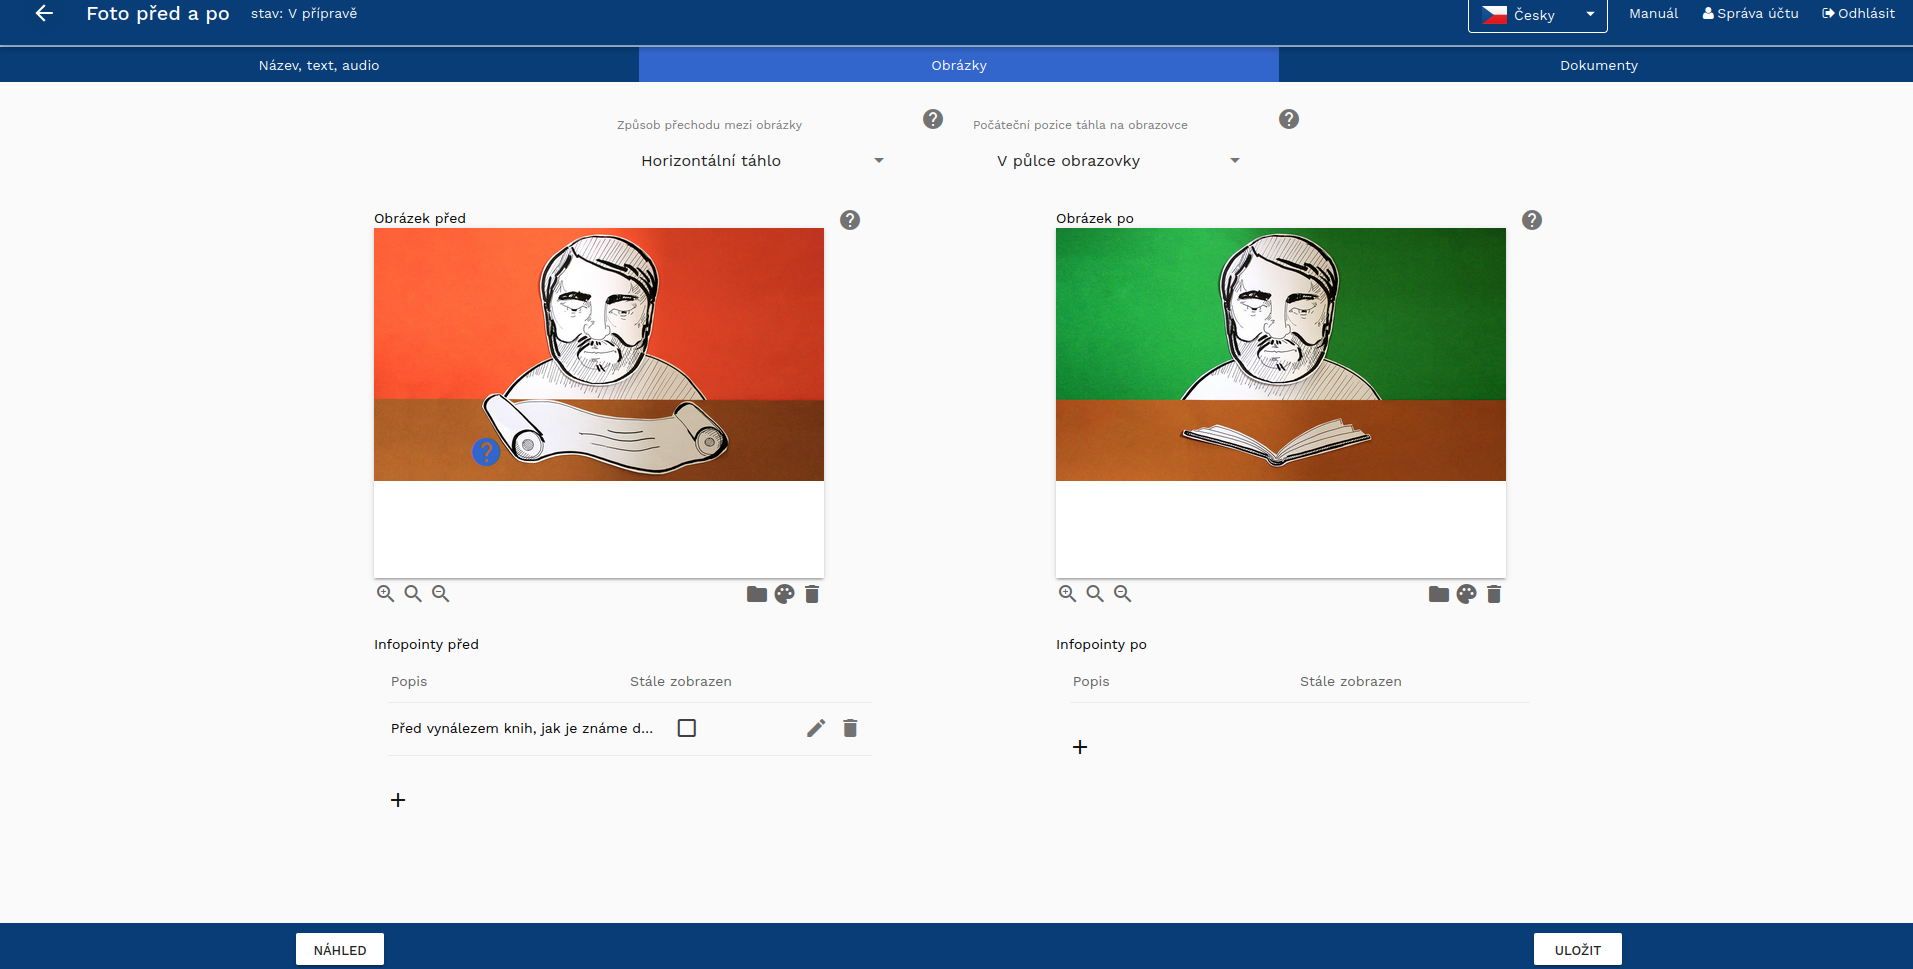 Foto před a po stav: V přípravě Česky Manuál Správa účtu Odhlásit
Název, text, audio Obrázky Dokumenty
Způsob přechodu mezi obrázky Počáteční pozice táhla na obrazovce
Horizontální táhlo V půlce obrazovky
Obrázek před Obrázek po
Infopointy před Infopointy po
Popis Stále zobrazen Popis Stále zobrazen
Před vynálezem knih, jak je známe d...
NÁHLED ULOŽIT